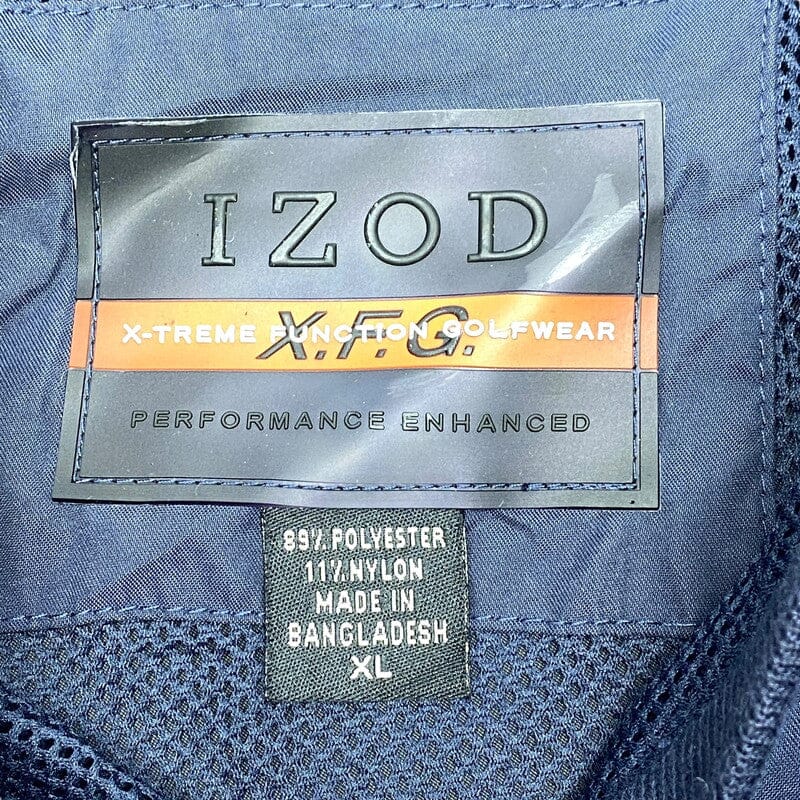 IZOD
X.F.G.
X-TREME FUNCTION GOLFWEAR
PERFORMANCE ENHANCED
89% POLYESTER
11% NYLON
MADE IN
BANGLADESH
XL